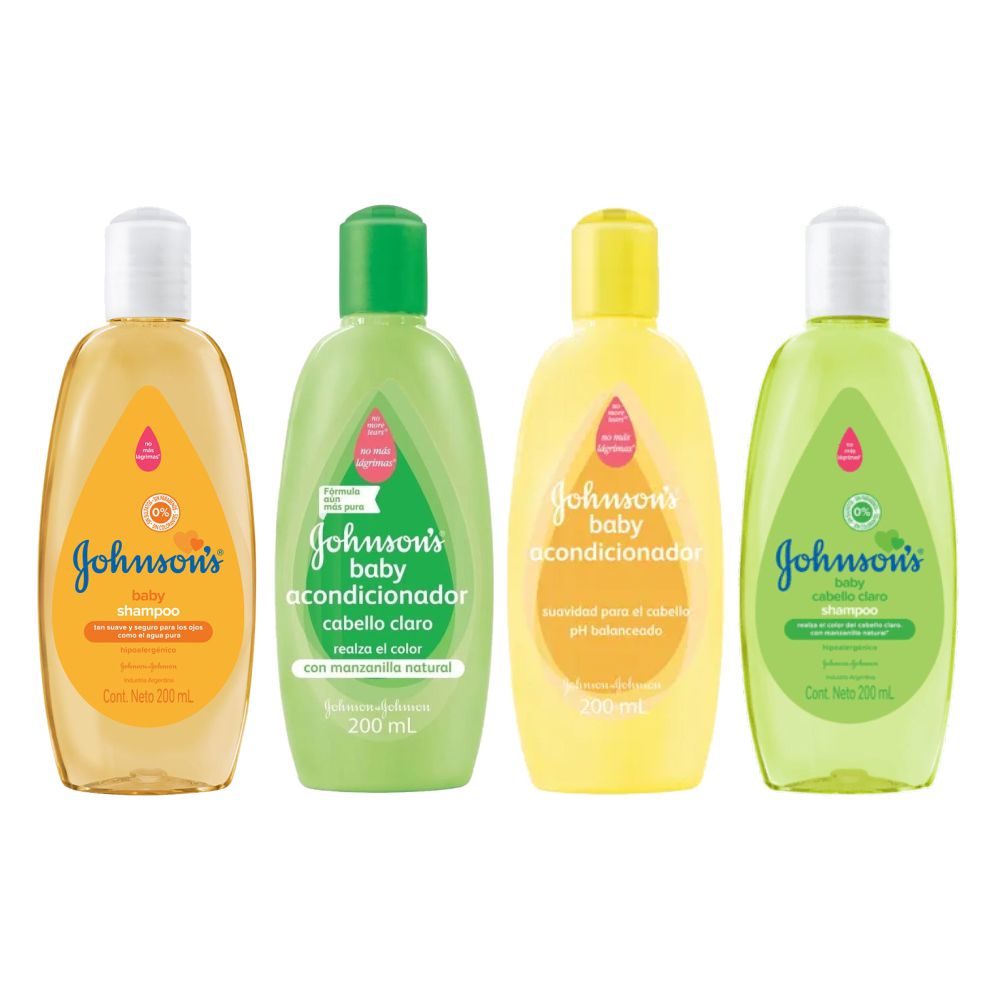 no
más
lágrimas*
0%
Johnson's®
baby
shampoo
tan suave y seguro para los ojos
como el agua pura
hipoalergénico
Johnson & Johnson
Industria Argentina
Cont. Neto 200 mL
no
more
tears*
no más
lágrimas*
Fórmula
aún
más pura
Johnson's
baby
acondicionador
cabello claro
realza el color
con manzanilla natural
Johnson & Johnson
200 mL
no
more
tears*
no más
lágrimas*
Johnson's
baby
acondicionador
suavidad para el cabello
pH balanceado
Johnson & Johnson
200 mL
no
más
lágrimas*
0%
Johnson's®
baby
cabello claro
shampoo
realza el color del cabello claro.
con manzanilla natural*
hipoalergénico
Johnson & Johnson
Industria Argentina
Cont. Neto 200 mL